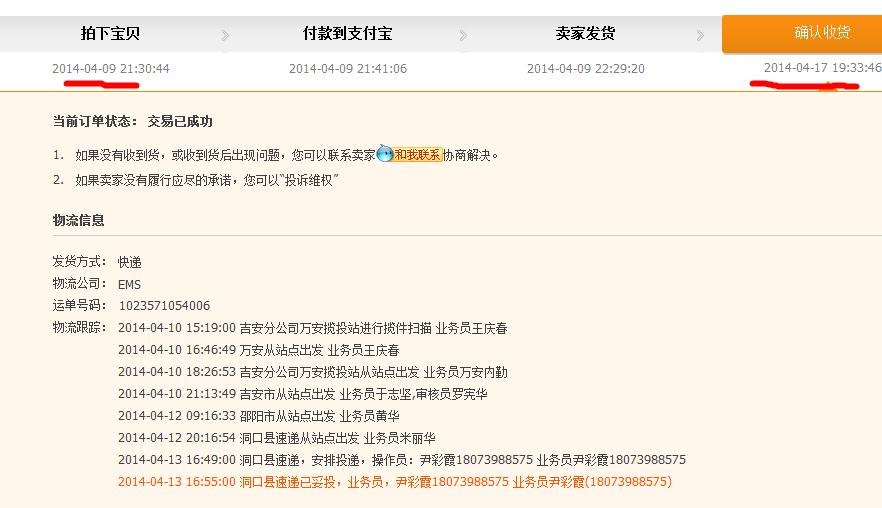 拍下宝贝 付款到支付宝 卖家发货 确认收货
2014-04-09 21:30:44 2014-04-09 21:41:06 2014-04-09 22:29:20 2014-04-17 19:33:46
当前订单状态： 交易已成功
1. 如果没有收到货，或收到货后出现问题，您可以联系卖家 和我联系 协商解决。
2. 如果卖家没有履行应尽的承诺，您可以“投诉维权”
物流信息
发货方式： 快递
物流公司： EMS
运单号码： 1023571054006
物流跟踪： 2014-04-10 15:19:00 吉安分公司万安揽投站进行揽件扫描 业务员王庆春
2014-04-10 16:46:49 万安从站点出发 业务员王庆春
2014-04-10 18:26:53 吉安分公司万安揽投站从站点出发 业务员万安内勤
2014-04-10 21:13:49 吉安市从站点出发 业务员于志坚,审核员罗宪华
2014-04-12 09:16:33 邵阳市从站点出发 业务员黄华
2014-04-12 20:16:54 洞口县速递从站点出发 业务员米丽华
2014-04-13 16:49:00 洞口县速递，安排投递，操作员：尹彩霞18073988575 业务员尹彩霞18073988575
2014-04-13 16:55:00 洞口县速递已妥投，业务员，尹彩霞18073988575 业务员尹彩霞(18073988575)